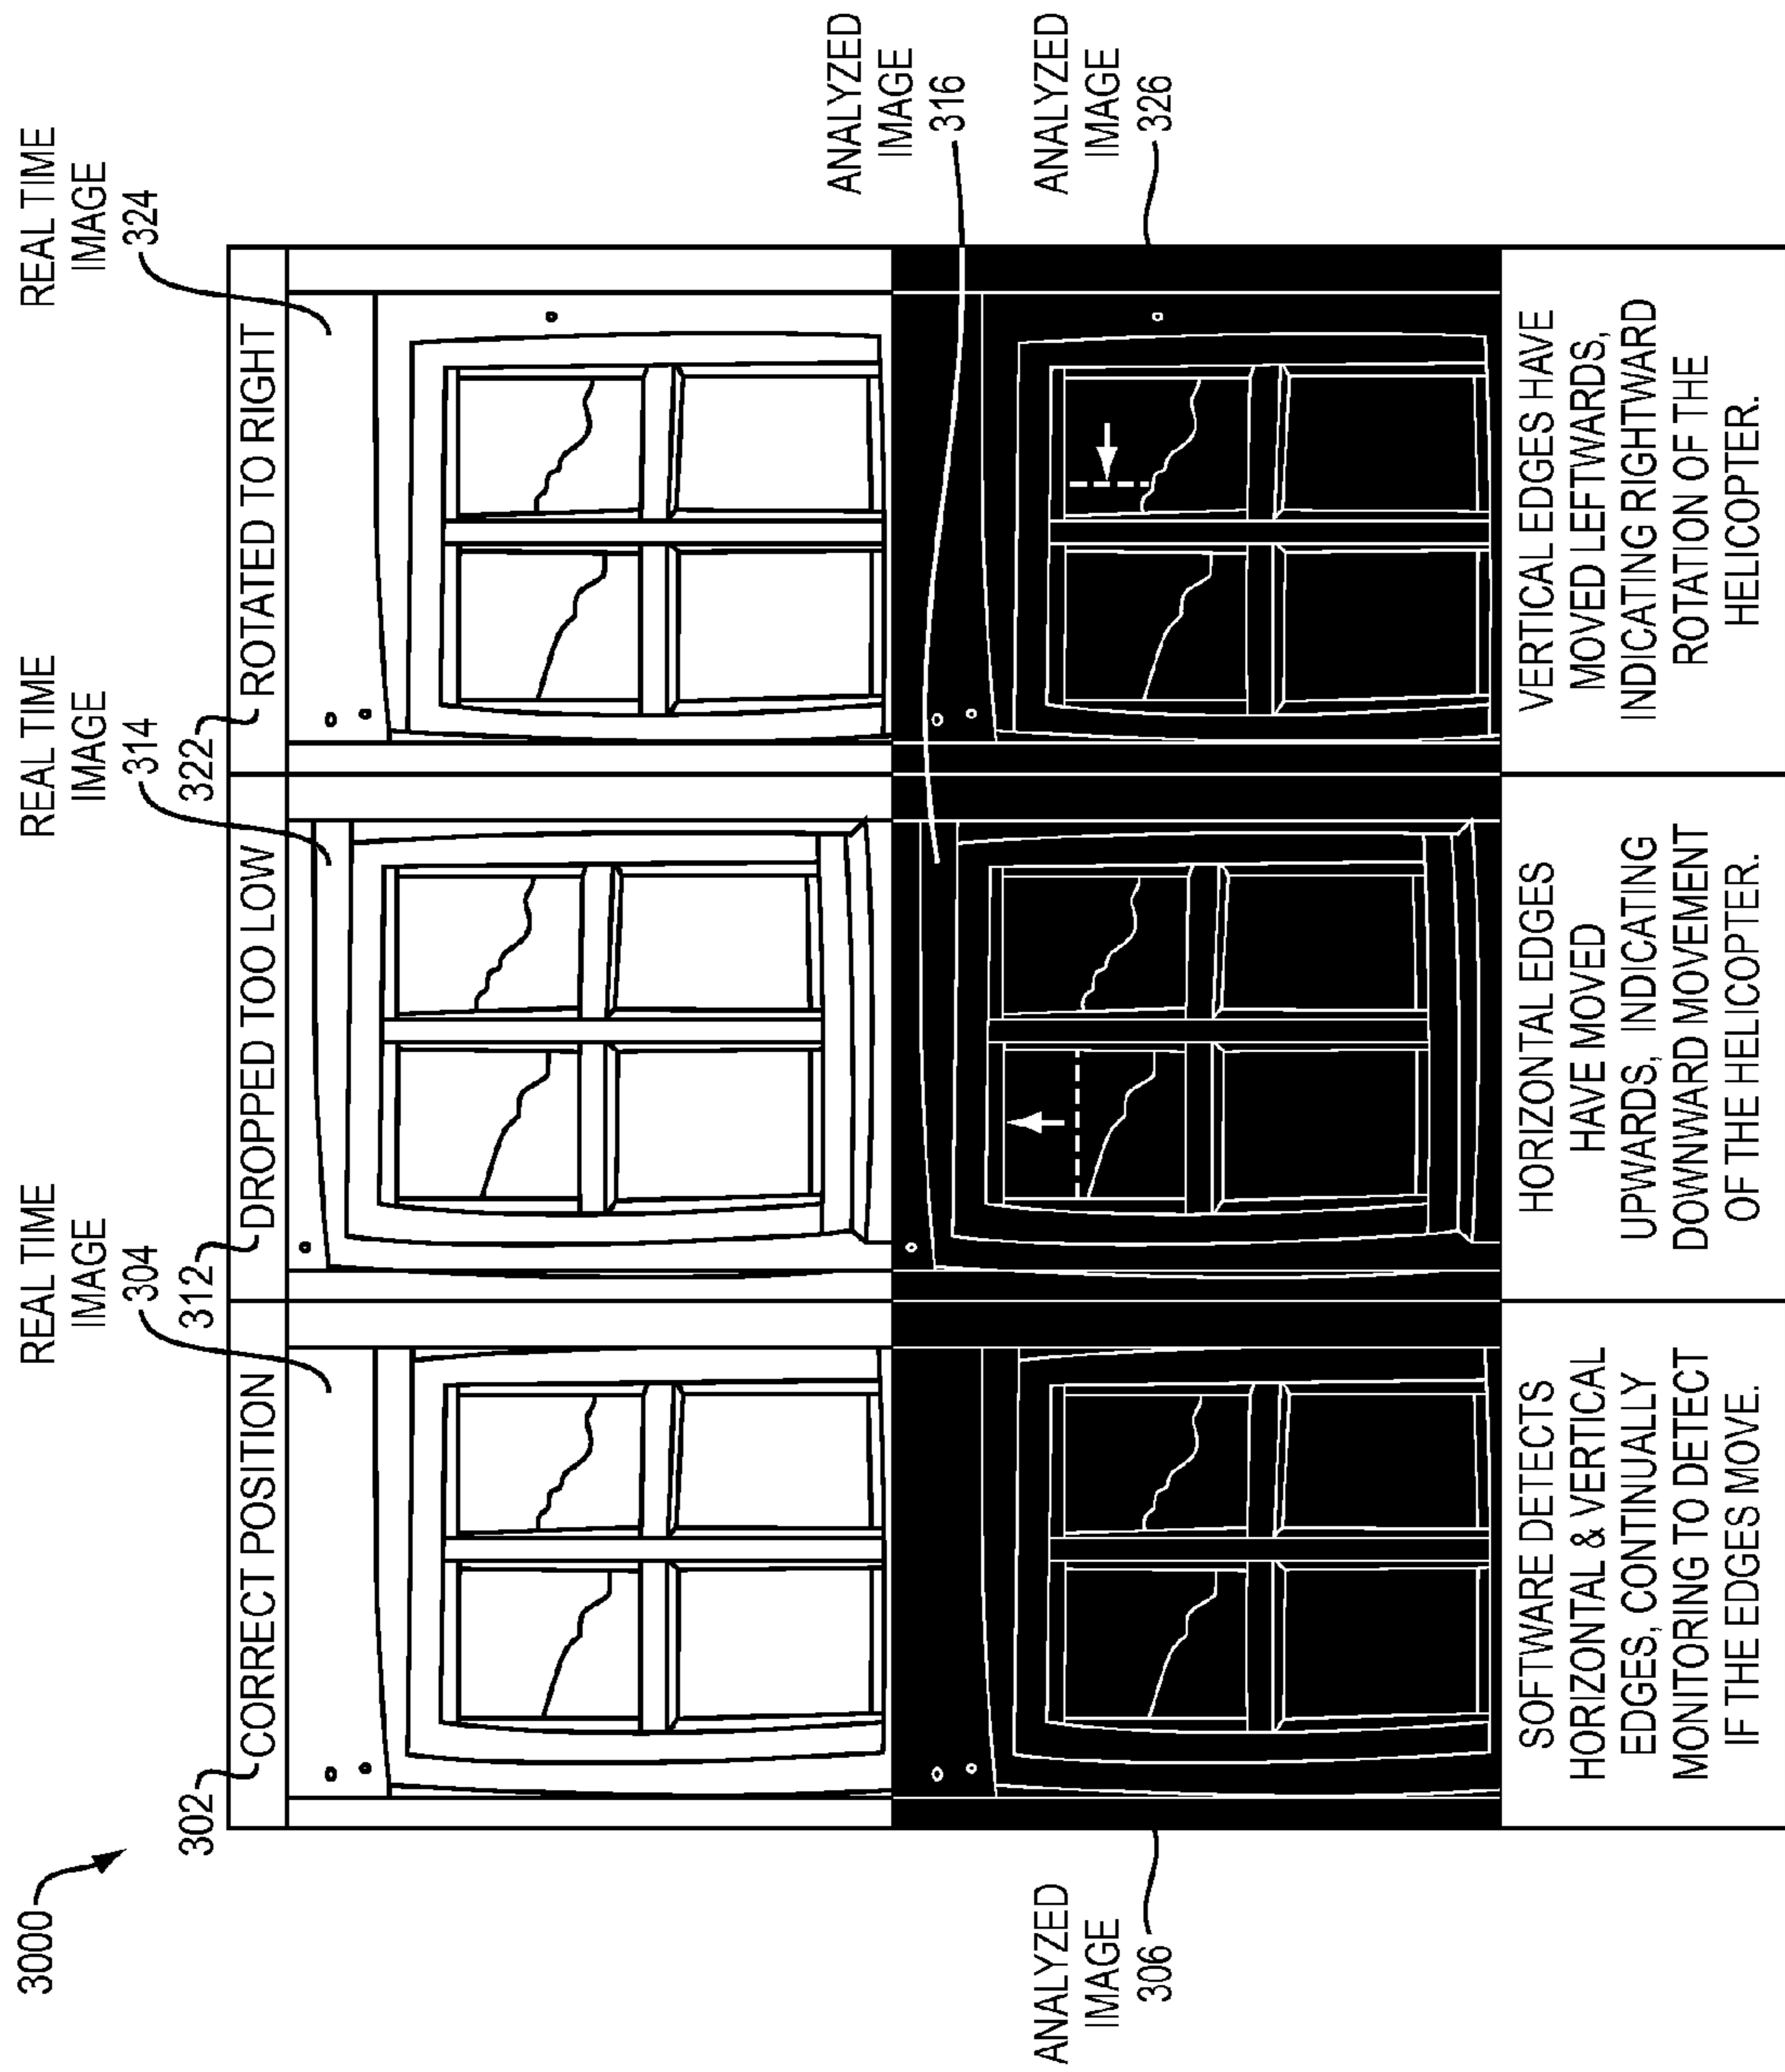 3000
REAL TIME
IMAGE
304
REAL TIME
IMAGE
314
REAL TIME
IMAGE
324
302
CORRECT POSITION
312
DROPPED TOO LOW
322
ROTATED TO RIGHT
ANALYZED
IMAGE
306
ANALYZED
IMAGE
316
ANALYZED
IMAGE
326
SOFTWARE DETECTS
HORIZONTAL & VERTICAL
EDGES, CONTINUALLY
MONITORING TO DETECT
IF THE EDGES MOVE.
HORIZONTAL EDGES
HAVE MOVED
UPWARDS, INDICATING
DOWNWARD MOVEMENT
OF THE HELICOPTER.
VERTICAL EDGES HAVE
MOVED LEFTWARDS,
INDICATING RIGHTWARD
ROTATION OF THE
HELICOPTER.